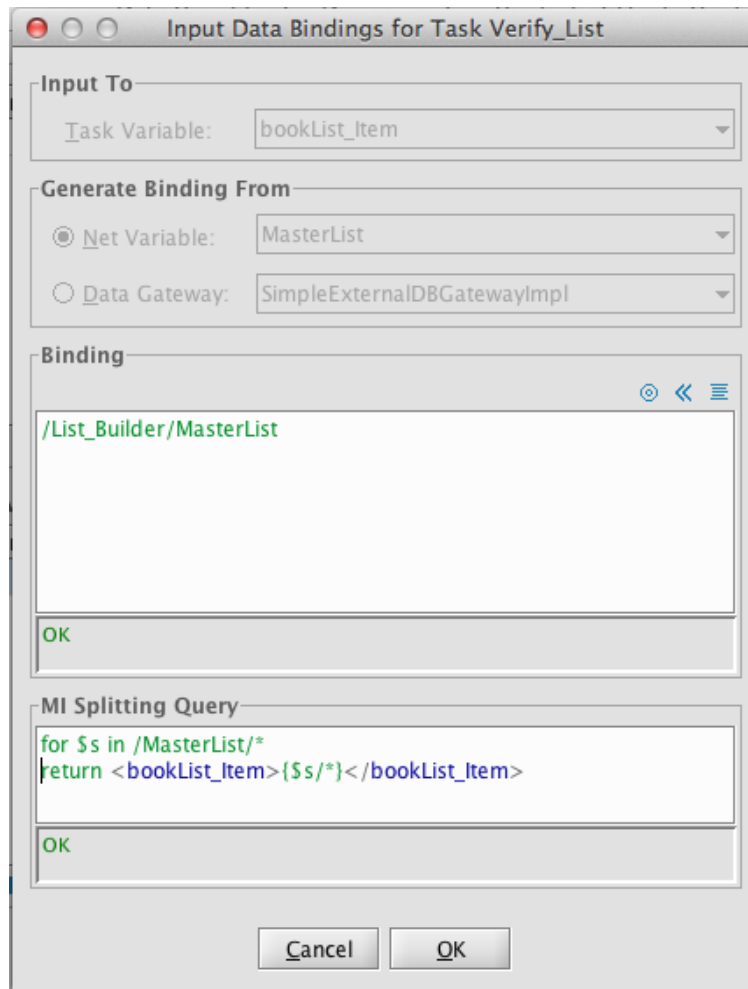 Input Data Bindings for Task Verify_List
Input To
Task Variable: bookList_Item
Generate Binding From
Net Variable: MasterList
Data Gateway: SimpleExternalDBGatewayImpl
Binding
/List_Builder/MasterList
OK
MI Splitting Query
for $s in /MasterList/*
return <bookList_Item>{$s/*}</bookList_Item>
OK
Cancel OK